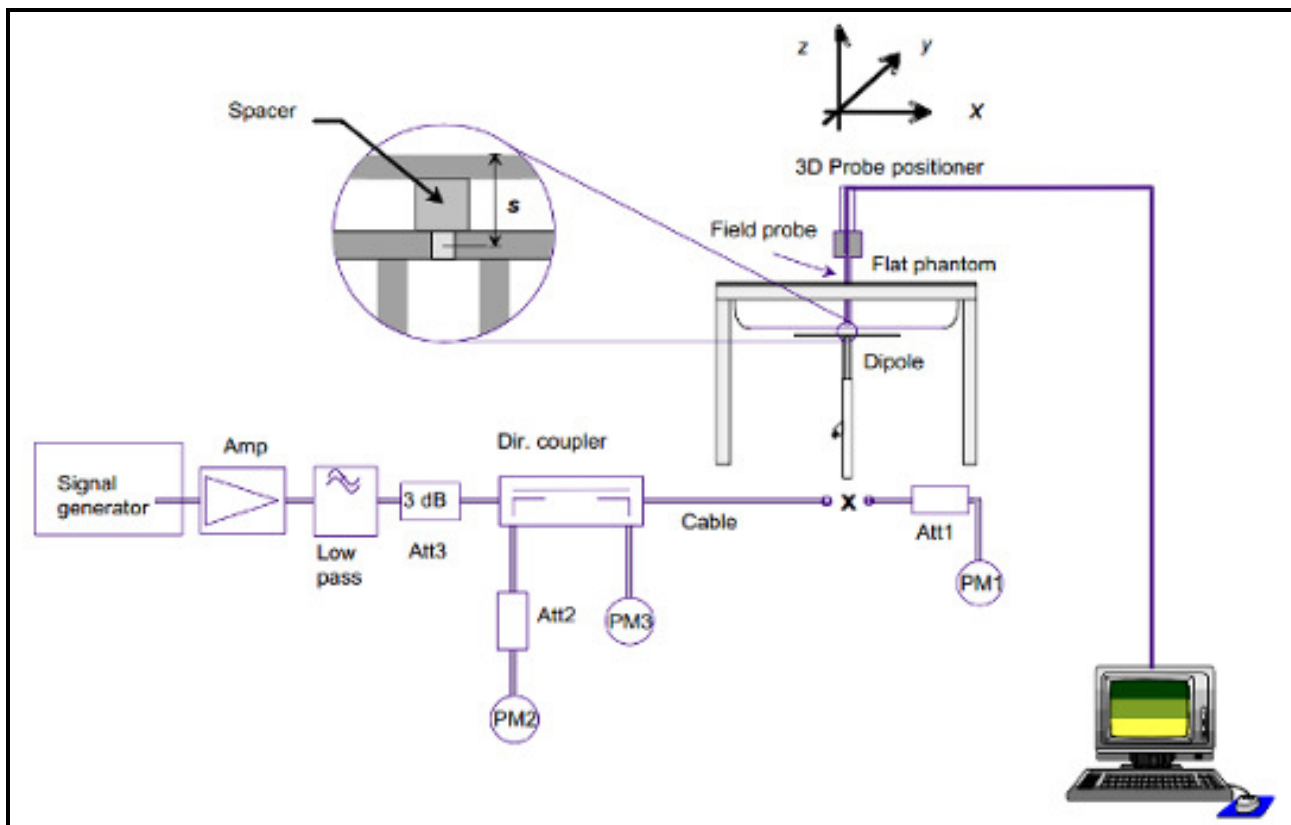 z
y
x
Spacer
s
3D Probe positioner
Field probe
Flat phantom
Dipole
Dir. coupler
Amp
Signal
generator
3 dB
Cable
x
Att1
Low
pass
Att3
PM1
Att2
PM3
PM2